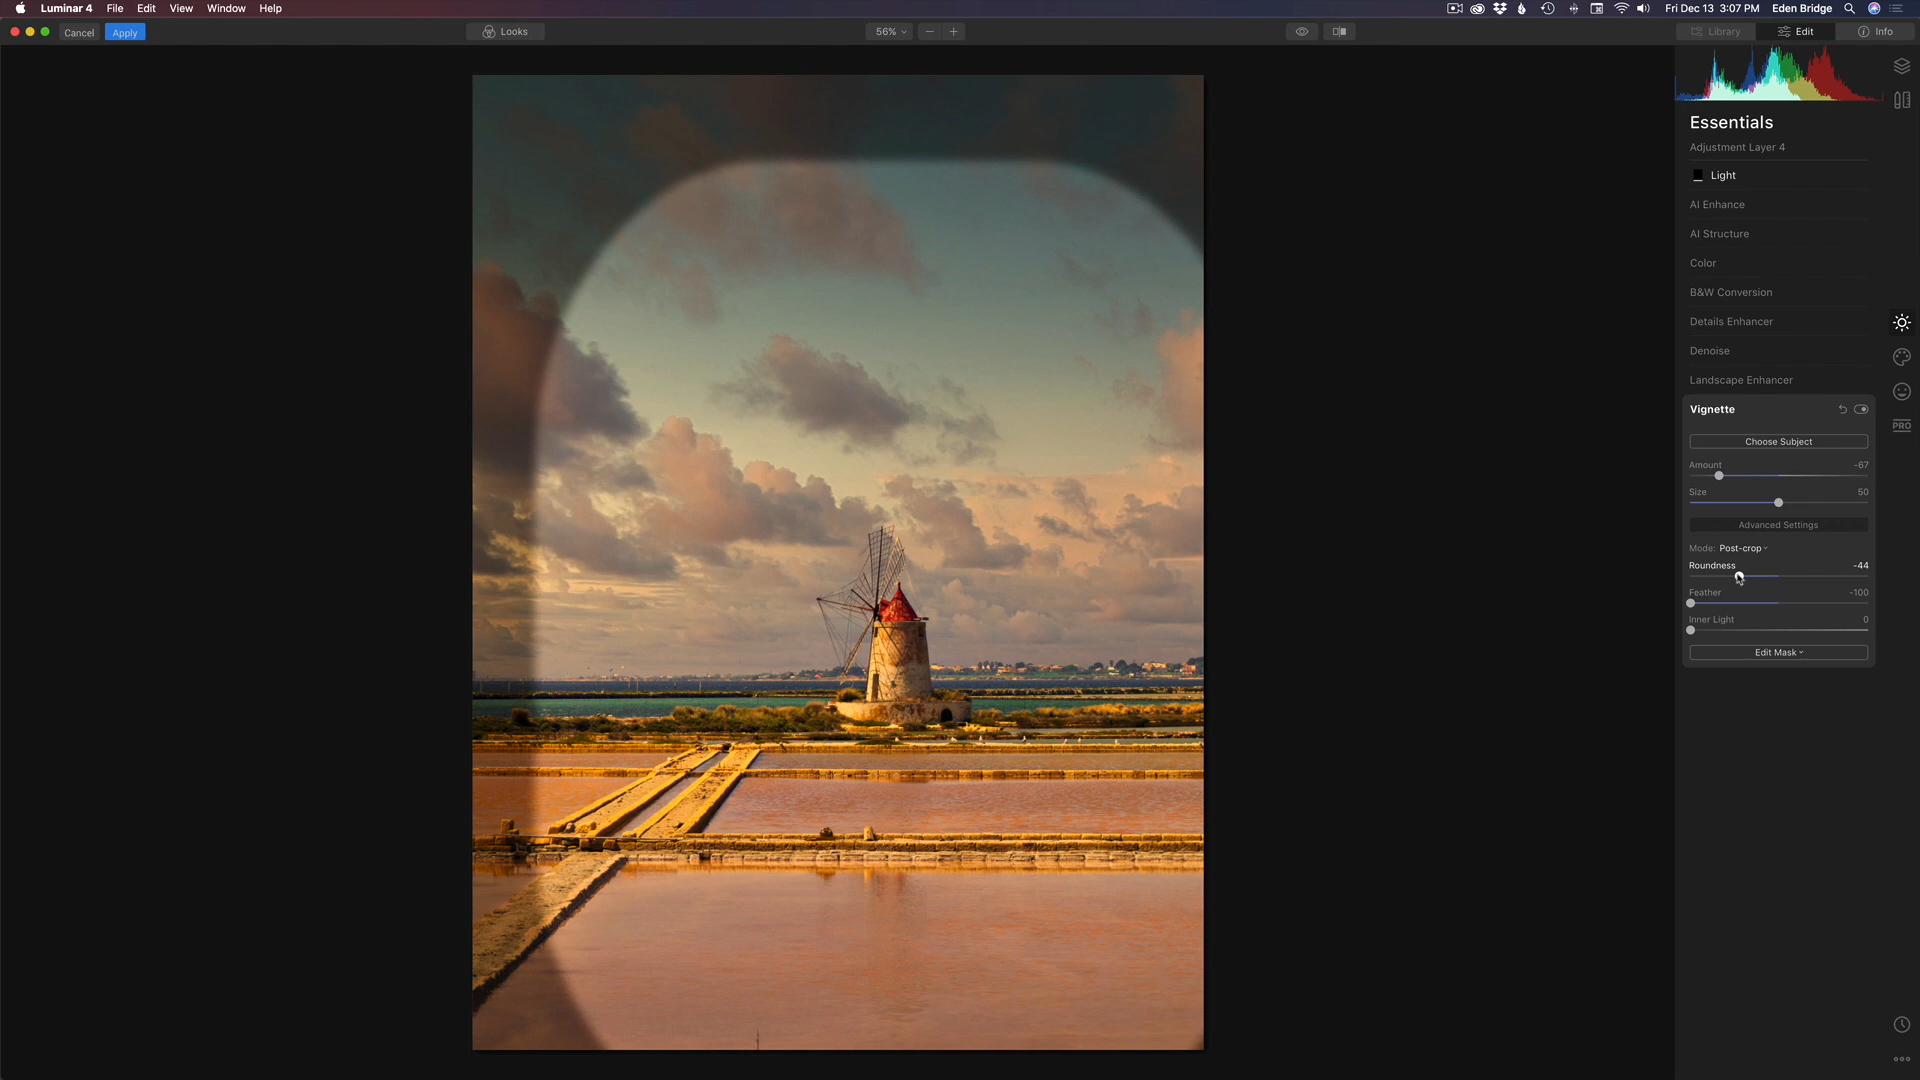 Luminar 4 File Edit View Window Help Fri Dec 13 3:07 PM Eden Bridge
Cancel Apply Looks 56% Library Edit Info
Essentials
Adjustment Layer 4
Light
AI Enhance
AI Structure
Color
B&W Conversion
Details Enhancer
Denoise
Landscape Enhancer
Vignette
PRO
Choose Subject
Amount -67
Size 50
Advanced Settings
Mode: Post-crop
Roundness -44
Feather -100
Inner Light 0
Edit Mask